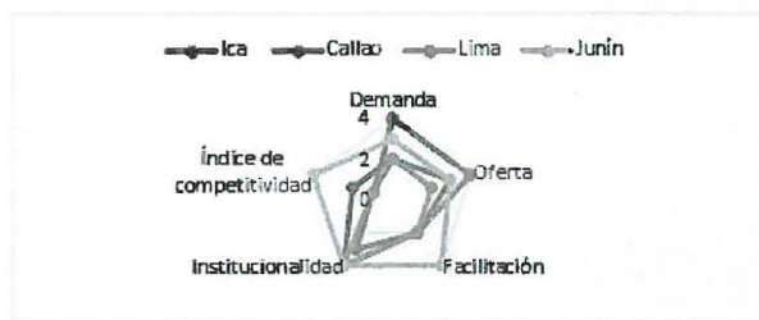 Ica Callao Lima Junín
Demanda
4
Índice de
competitividad
2
Oferta
0
Institucionalidad
Facilitación